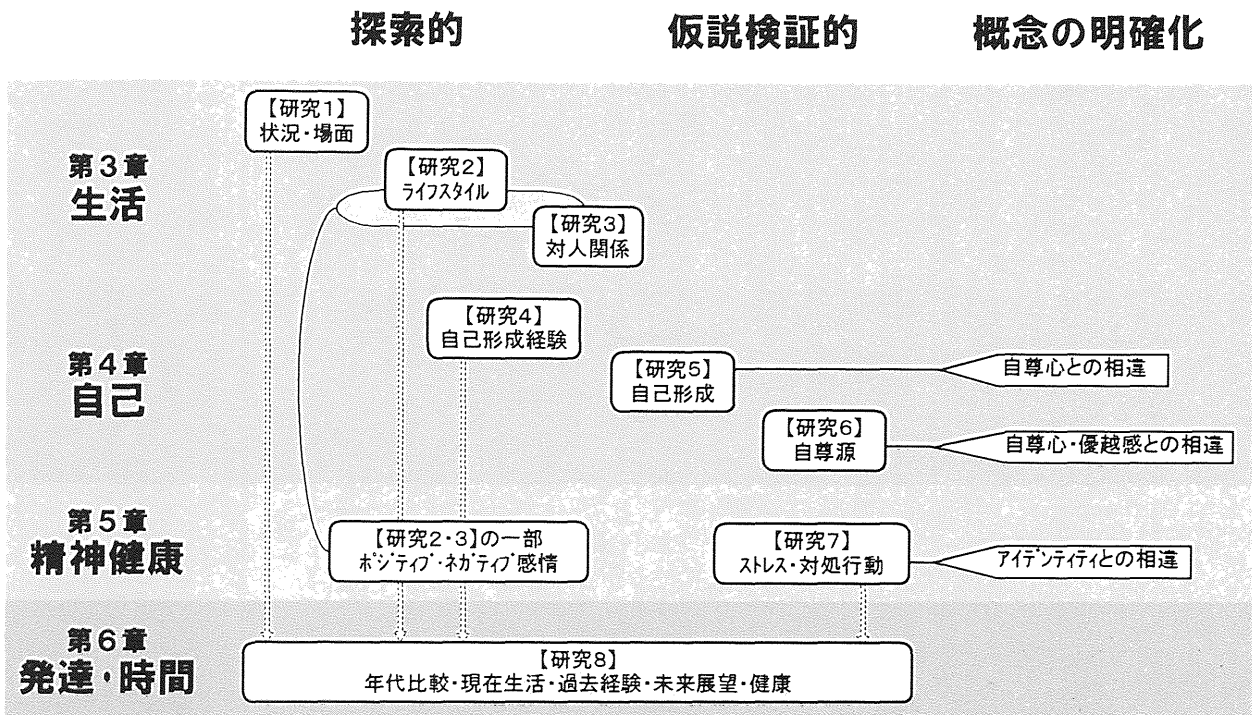 探索的
仮説検証的
概念の明確化
第3章
生活
【研究1】
状況・場面
【研究2】
ﾗｲﾌｽﾀｲﾙ
【研究3】
対人関係
第4章
自己
【研究4】
自己形成経験
【研究5】
自己形成
自尊心との相違
【研究6】
自尊源
自尊心・優越感との相違
第5章
精神健康
【研究2・3】の一部
ﾎﾟｼﾞﾃｨﾌﾞ・ﾈｶﾞﾃｨﾌﾞ感情
【研究7】
ストレス・対処行動
ｱｲﾃﾞﾝﾃｨﾃｨとの相違
第6章
発達・時間
【研究8】
年代比較・現在生活・過去経験・未来展望・健康